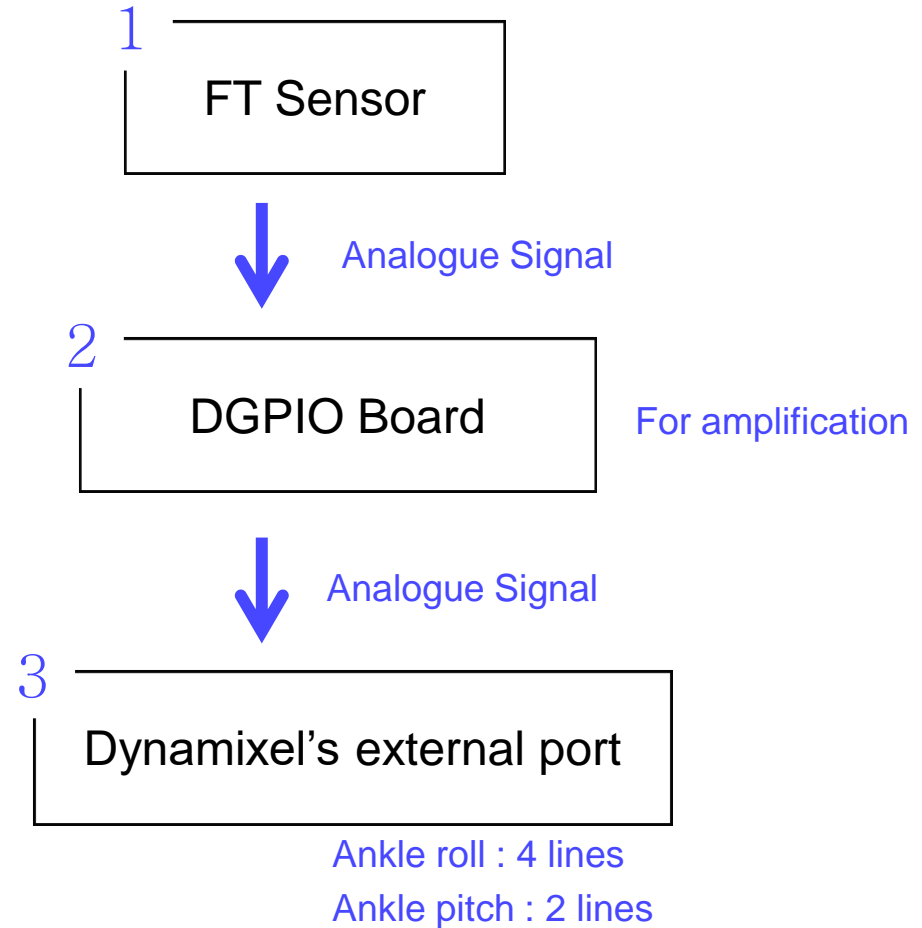 1
FT Sensor
Analogue Signal
2
DGPIO Board
For amplification
Analogue Signal
3
Dynamixel's external port
Ankle roll : 4 lines
Ankle pitch : 2 lines